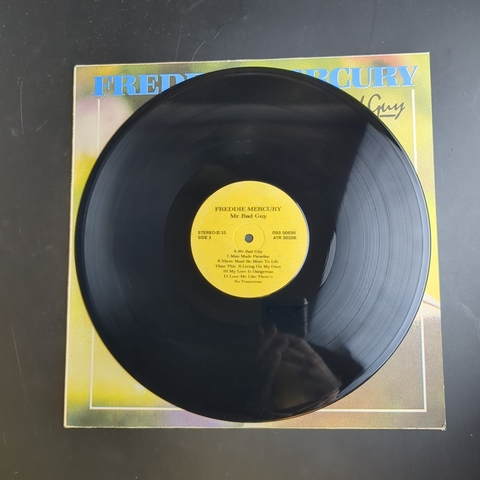 FREDDIE MERCURY
Guy
FREDDIE MERCURY
Mr. Bad Guy
STEREO
SIDE 2
6.Mr.Bad Guy
7.Man Made Paradise
8.There Must Be More To Life
Than This 9.Living On My Own
10.My Love Is Dangerous
11.Love Me Like There's
No Tomorrow